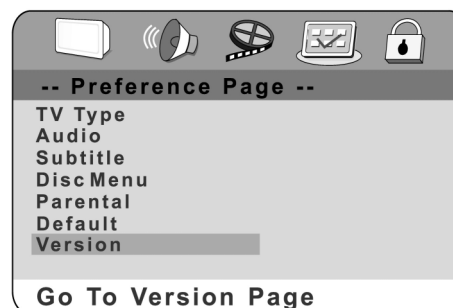 -- Preference Page --
TV Type
Audio
Subtitle
Disc Menu
Parental
Default
Version
Go To Version Page